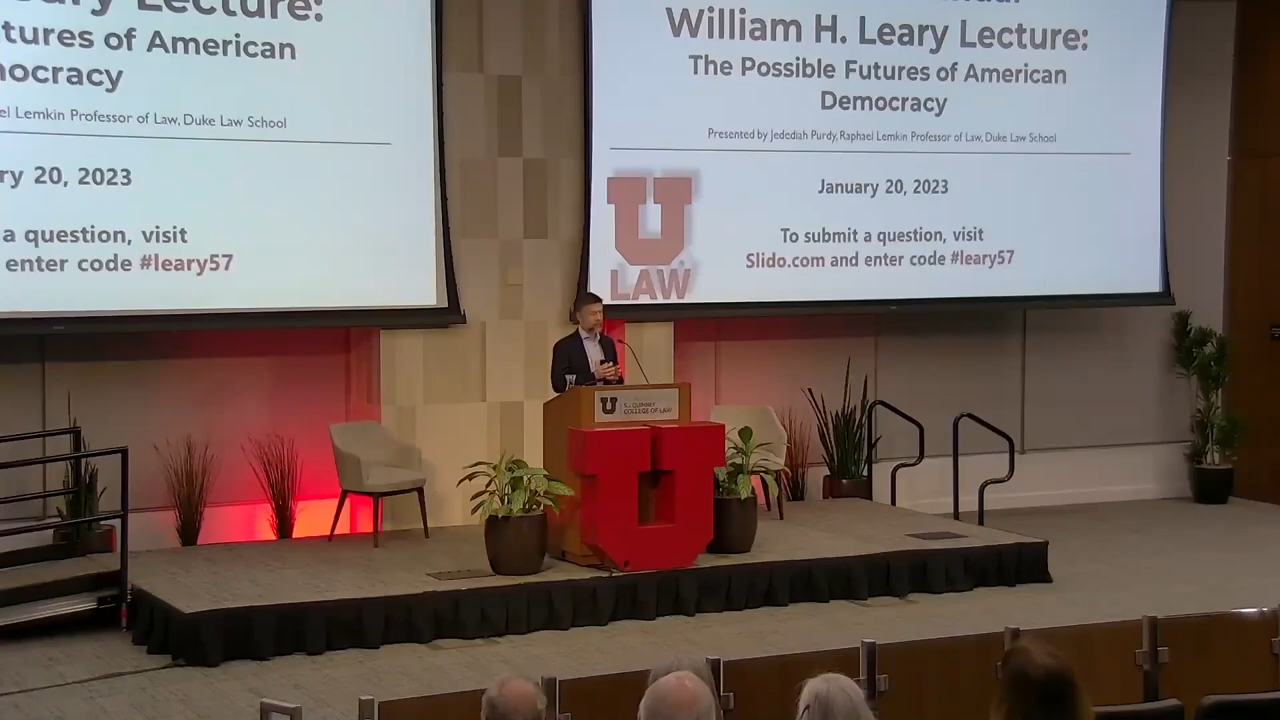 Leary Lecture:
tures of American
nocracy
el Lemkin Professor of Law, Duke Law School
ry 20, 2023
a question, visit
enter code #leary57
William H. Leary Lecture:
The Possible Futures of American
Democracy
Presented by Jedediah Purdy, Raphael Lemkin Professor of Law, Duke Law School
January 20, 2023
To submit a question, visit
Slido.com and enter code #leary57
U
LAW
U
S.J. QUINNEY
COLLEGE OF LAW
U